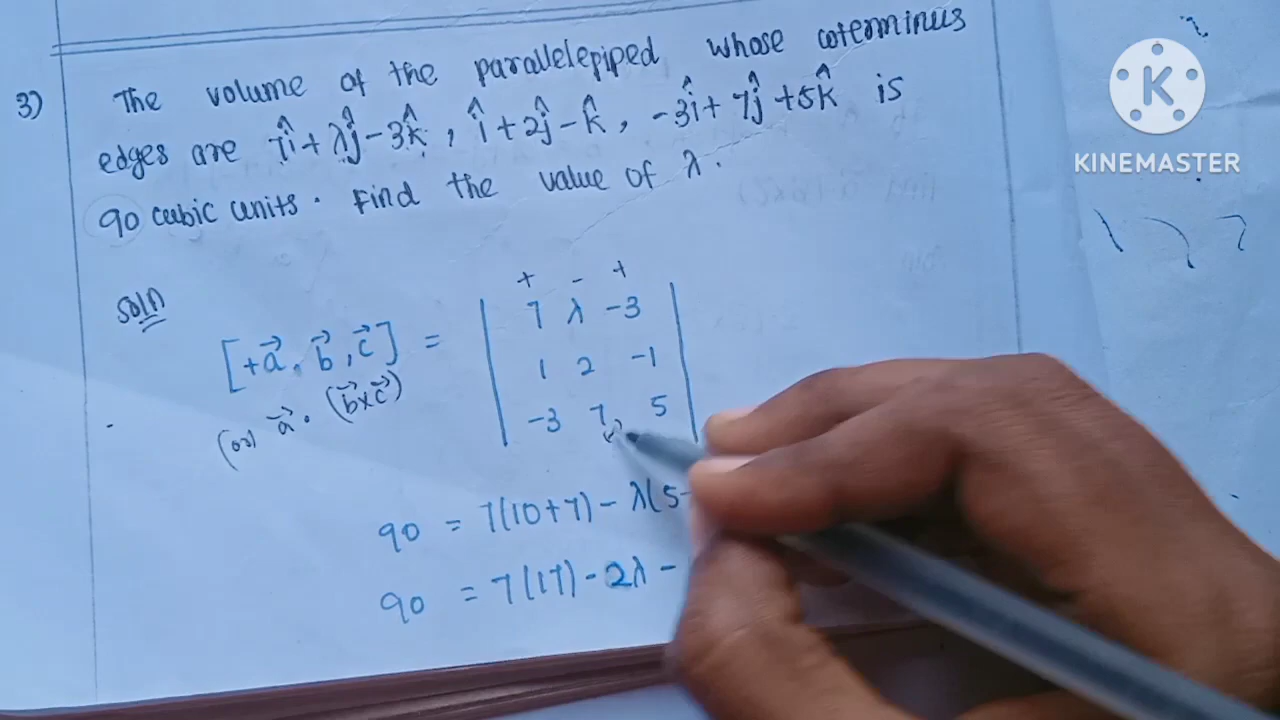 3) The volume of the parallelepiped whose coterminus
edges are 7î + λĵ - 3k̂, î + 2ĵ - k̂, -3î + 7ĵ + 5k̂ is
90 cubic units. Find the value of λ.
Soln
+ - +
[+a⃗, b⃗, c⃗] = | 7 λ -3 |
| 1 2 -1 |
| -3 7 5 |
(or) a⃗ . (b⃗×c⃗)
90 = 7(10+7) - λ(5-
90 = 7(17) - 2λ -
KINEMASTER